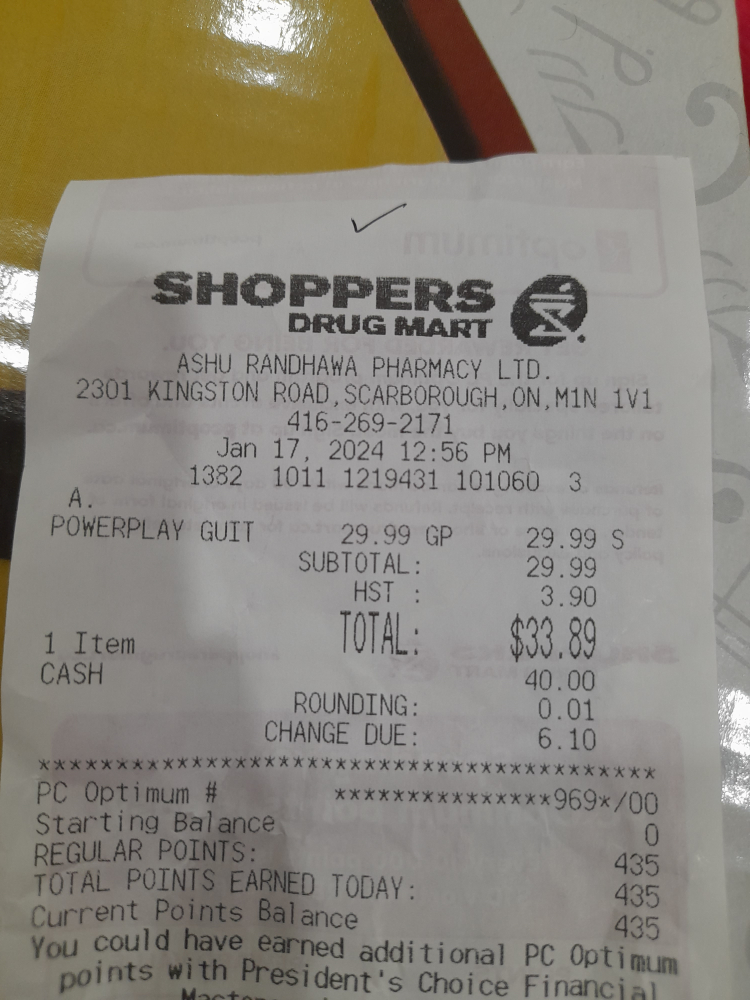 SHOPPERS
DRUG MART
ASHU RANDHAWA PHARMACY LTD.
2301 KINGSTON ROAD,SCARBOROUGH,ON,M1N 1V1
416-269-2171
Jan 17, 2024 12:56 PM
1382 1011 1219431 101060 3
A.
POWERPLAY GUIT 29.99 GP 29.99 S
SUBTOTAL: 29.99
HST : 3.90
TOTAL: $33.89
1 Item
CASH 40.00
ROUNDING: 0.01
CHANGE DUE: 6.10
*******************************************
PC Optimum # ***************969*/00
Starting Balance 0
REGULAR POINTS: 435
TOTAL POINTS EARNED TODAY: 435
Current Points Balance 435
You could have earned additional PC Optimum
points with President's Choice Financial